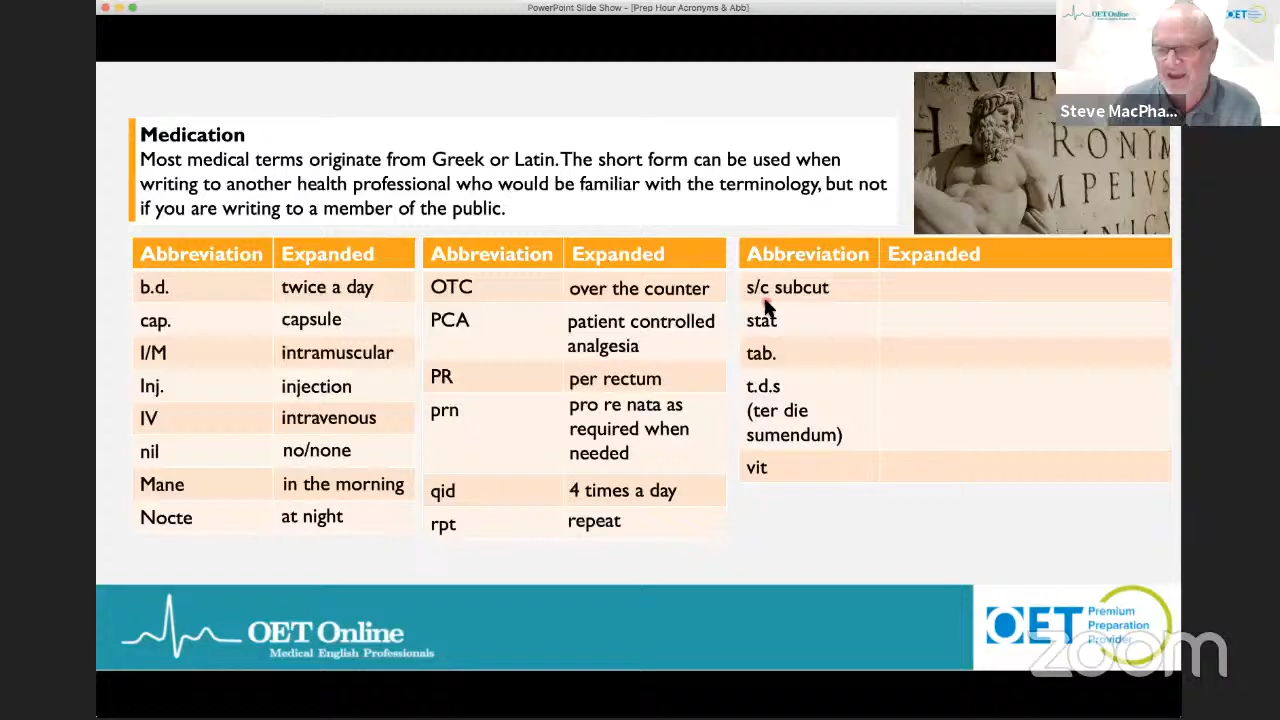 PowerPoint Slide Show - [Prep Hour Acronyms & Abb]
OET Online
OET
Steve MacPha...
RONIM
MPEIVS
Medication
Most medical terms originate from Greek or Latin. The short form can be used when
writing to another health professional who would be familiar with the terminology, but not
if you are writing to a member of the public.
Abbreviation Expanded
b.d. twice a day
cap. capsule
I/M intramuscular
Inj. injection
IV intravenous
nil no/none
Mane in the morning
Nocte at night
Abbreviation Expanded
OTC over the counter
PCA patient controlled
analgesia
PR per rectum
prn pro re nata as
required when
needed
qid 4 times a day
rpt repeat
Abbreviation Expanded
s/c subcut
stat
tab.
t.d.s
(ter die
sumendum)
vit
OET Online
Medical English Professionals
OET Premium
Preparation
Provider
zoom